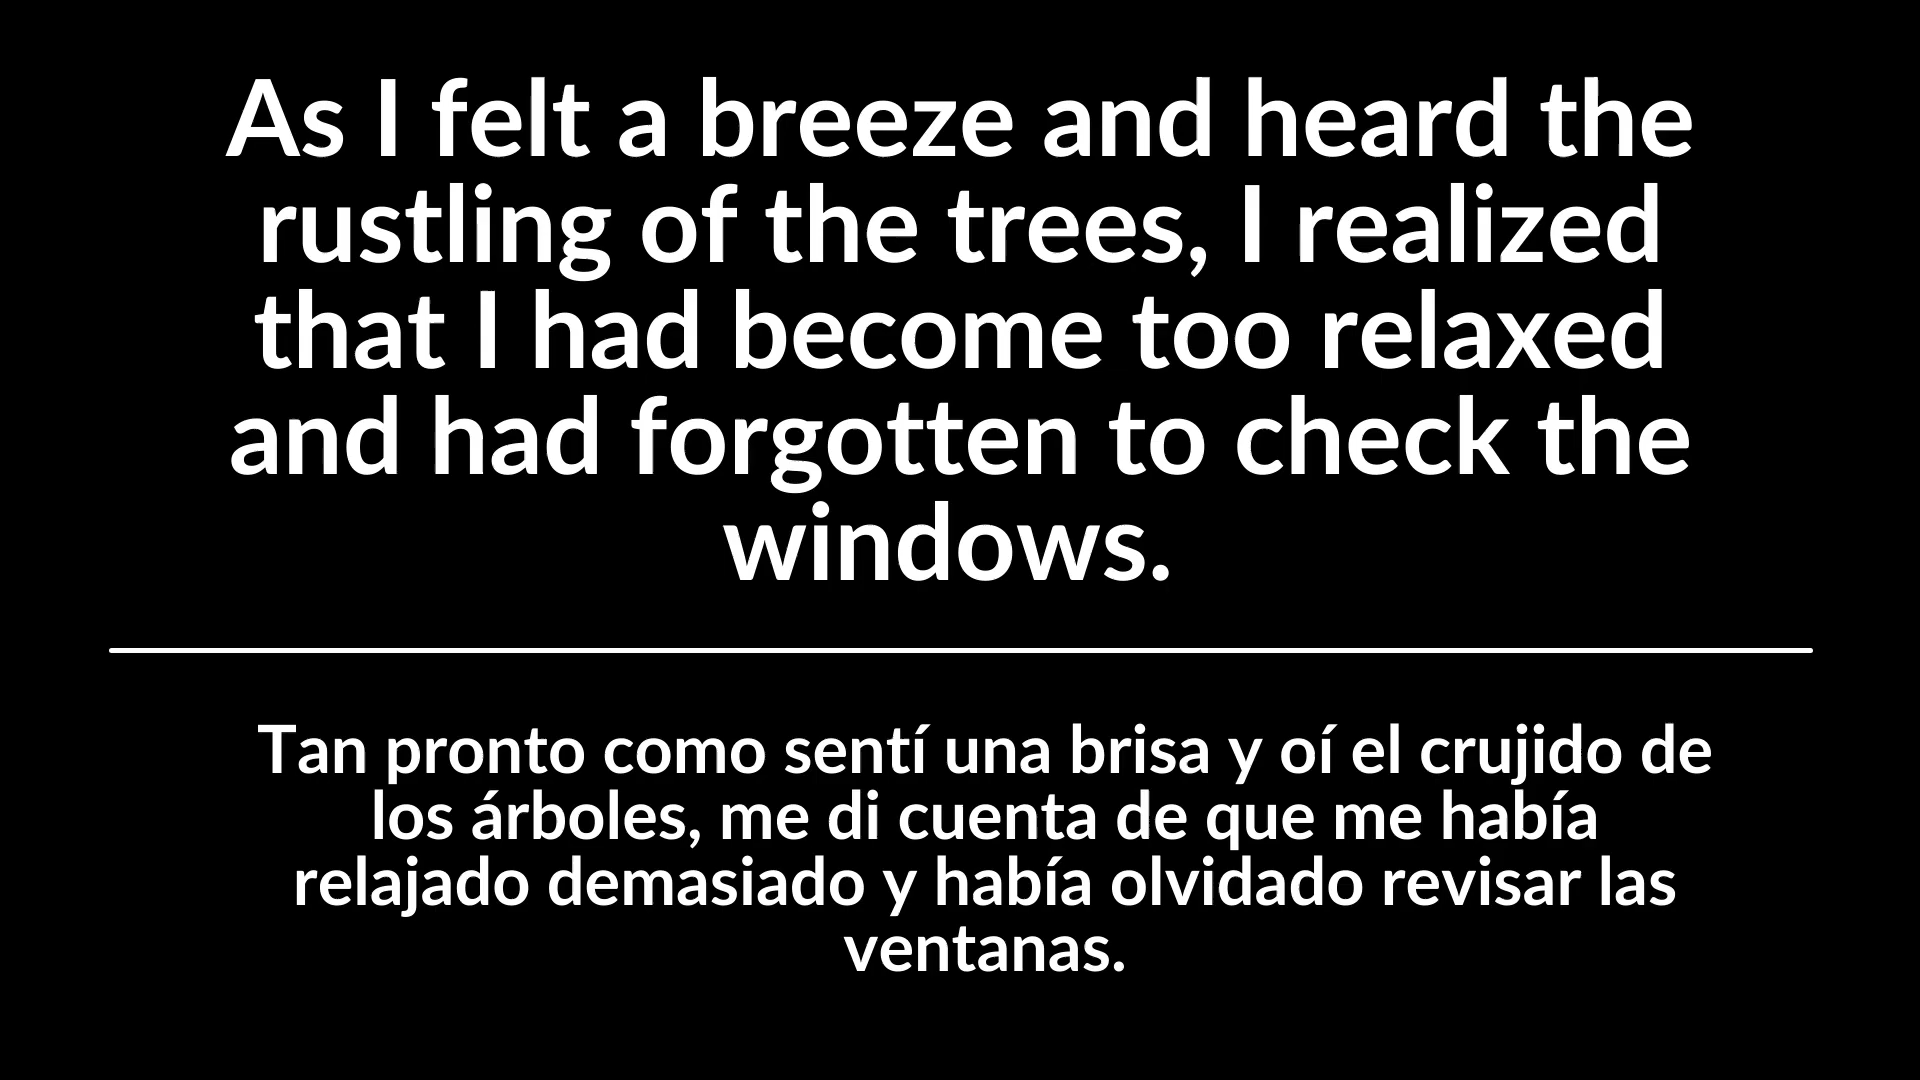 As I felt a breeze and heard the
rustling of the trees, I realized
that I had become too relaxed
and had forgotten to check the
windows.
Tan pronto como sentí una brisa y oí el crujido de
los árboles, me di cuenta de que me había
relajado demasiado y había olvidado revisar las
ventanas.